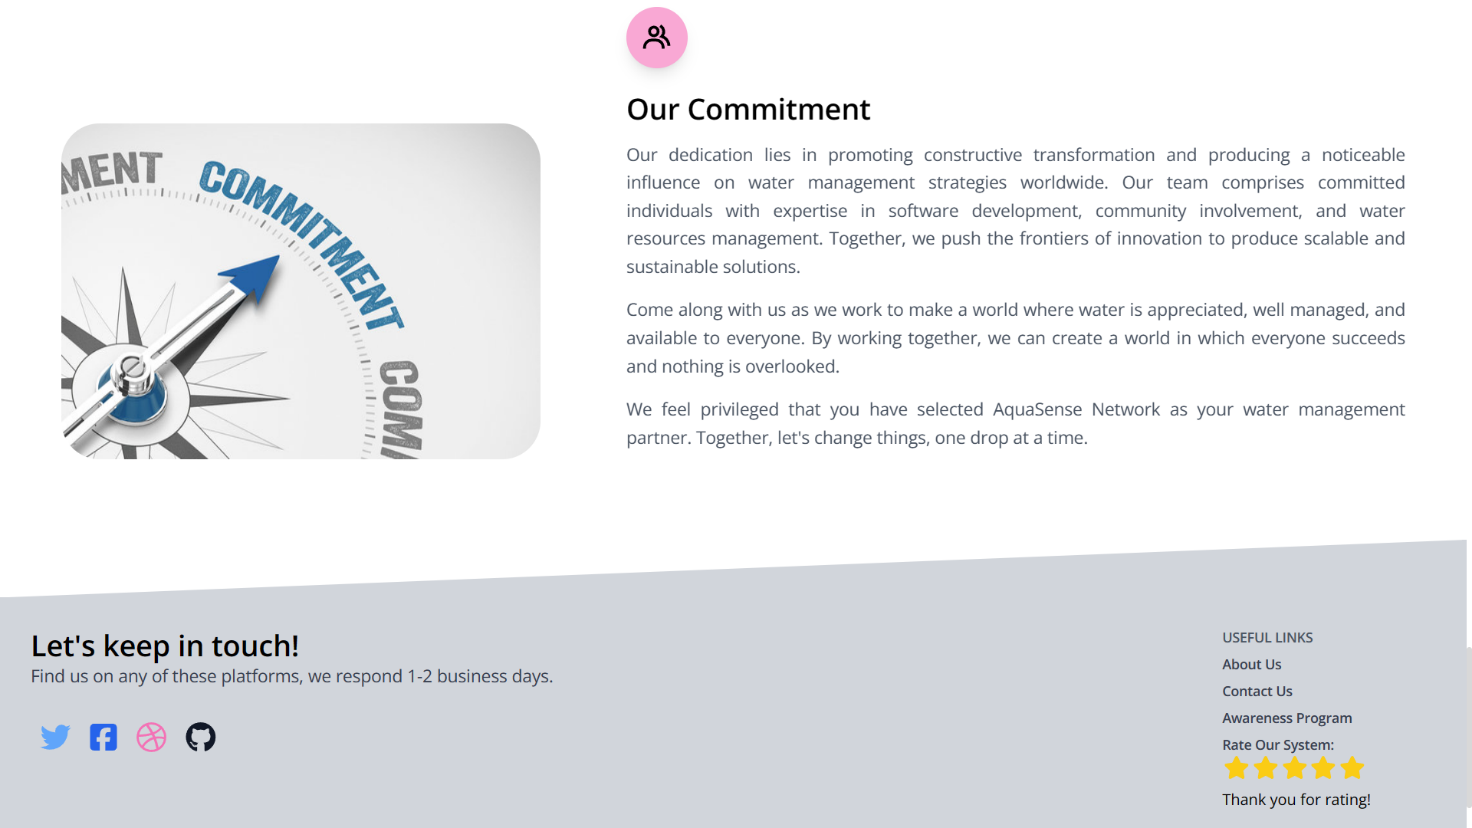 MENT
COMMITMENT
COMM
Our Commitment
Our dedication lies in promoting constructive transformation and producing a noticeable
influence on water management strategies worldwide. Our team comprises committed
individuals with expertise in software development, community involvement, and water
resources management. Together, we push the frontiers of innovation to produce scalable and
sustainable solutions.
Come along with us as we work to make a world where water is appreciated, well managed, and
available to everyone. By working together, we can create a world in which everyone succeeds
and nothing is overlooked.
We feel privileged that you have selected AquaSense Network as your water management
partner. Together, let's change things, one drop at a time.
Let's keep in touch!
Find us on any of these platforms, we respond 1-2 business days.
USEFUL LINKS
About Us
Contact Us
Awareness Program
Rate Our System:
Thank you for rating!